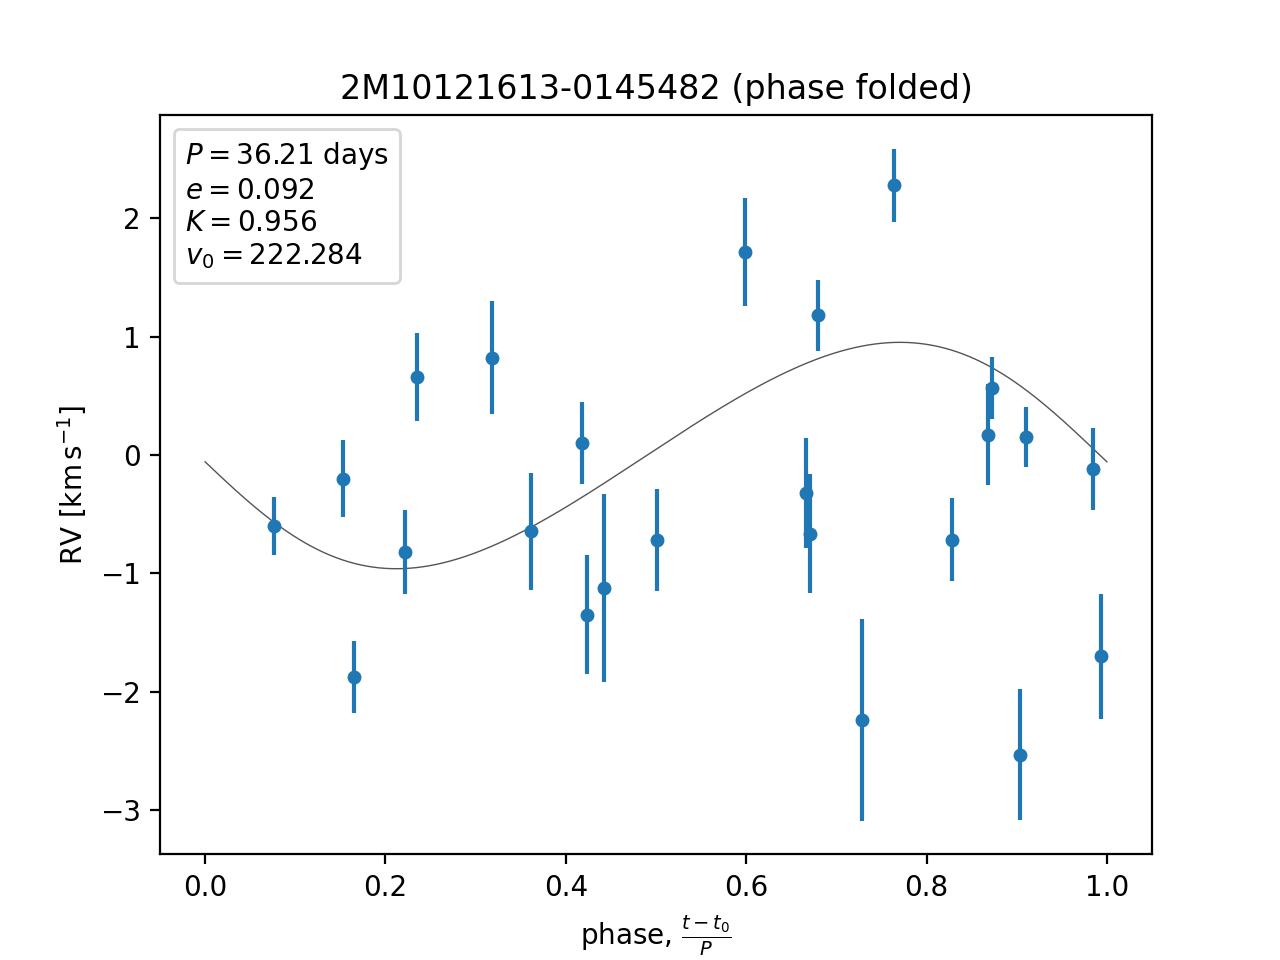 2M10121613-0145482 (phase folded)
P = 36.21 days
e = 0.092
K = 0.956
v₀ = 222.284
RV [km s⁻¹]
2
1
0
−1
−2
−3
0.0 0.2 0.4 0.6 0.8 1.0
phase, (t − t₀)/P